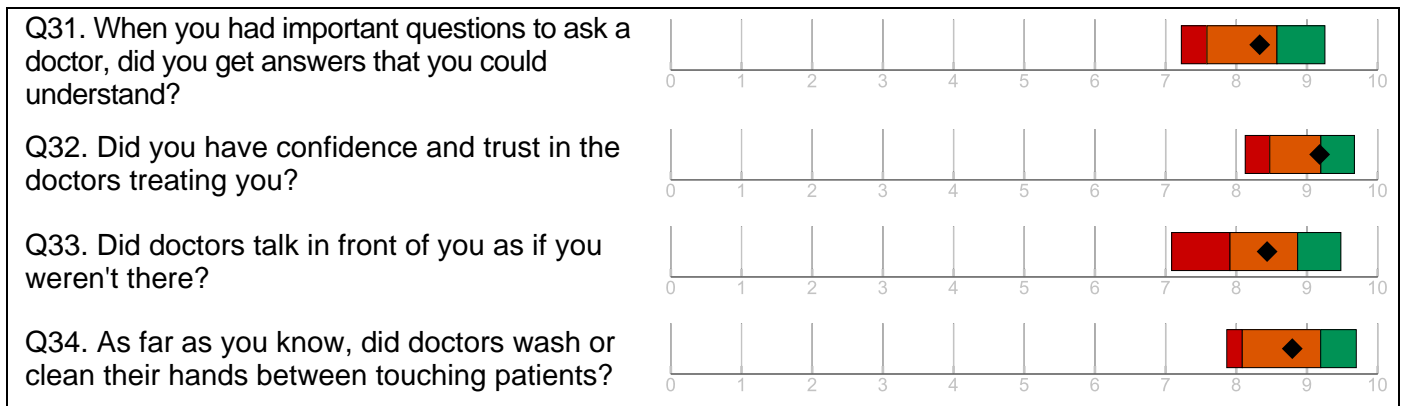 Q31. When you had important questions to ask a
doctor, did you get answers that you could
understand?
0 1 2 3 4 5 6 7 8 9 10
Q32. Did you have confidence and trust in the
doctors treating you?
0 1 2 3 4 5 6 7 8 9 10
Q33. Did doctors talk in front of you as if you
weren't there?
0 1 2 3 4 5 6 7 8 9 10
Q34. As far as you know, did doctors wash or
clean their hands between touching patients?
0 1 2 3 4 5 6 7 8 9 10